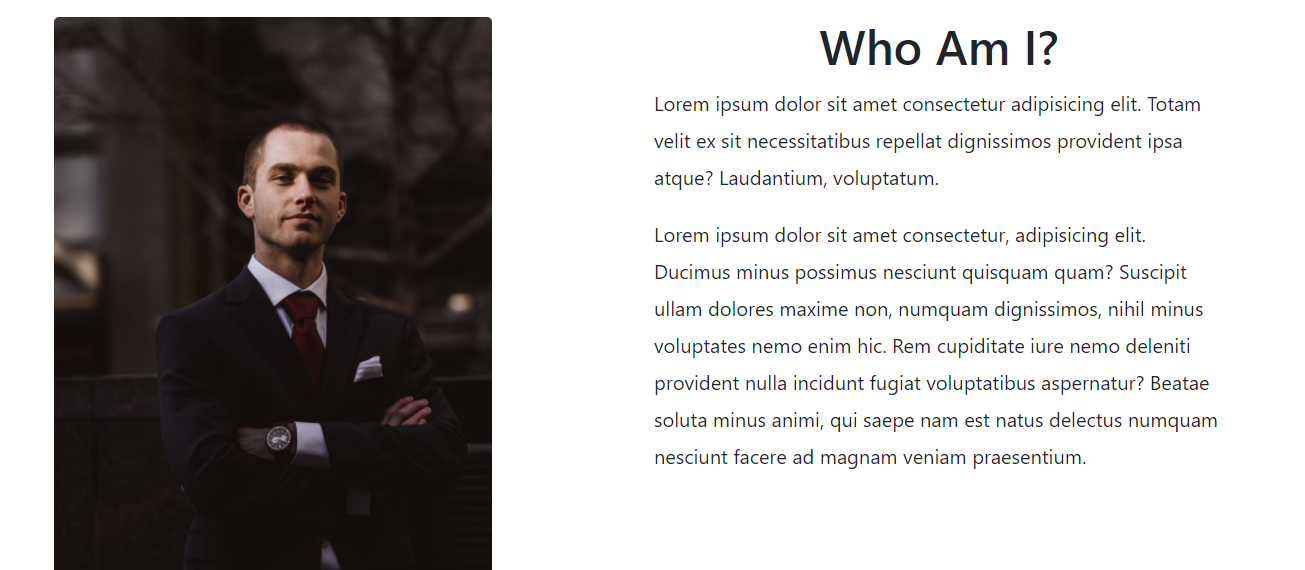 Who Am I?
Lorem ipsum dolor sit amet consectetur adipisicing elit. Totam
velit ex sit necessitatibus repellat dignissimos provident ipsa
atque? Laudantium, voluptatum.
Lorem ipsum dolor sit amet consectetur, adipisicing elit.
Ducimus minus possimus nesciunt quisquam quam? Suscipit
ullam dolores maxime non, numquam dignissimos, nihil minus
voluptates nemo enim hic. Rem cupiditate iure nemo deleniti
provident nulla incidunt fugiat voluptatibus aspernatur? Beatae
soluta minus animi, qui saepe nam est natus delectus numquam
nesciunt facere ad magnam veniam praesentium.